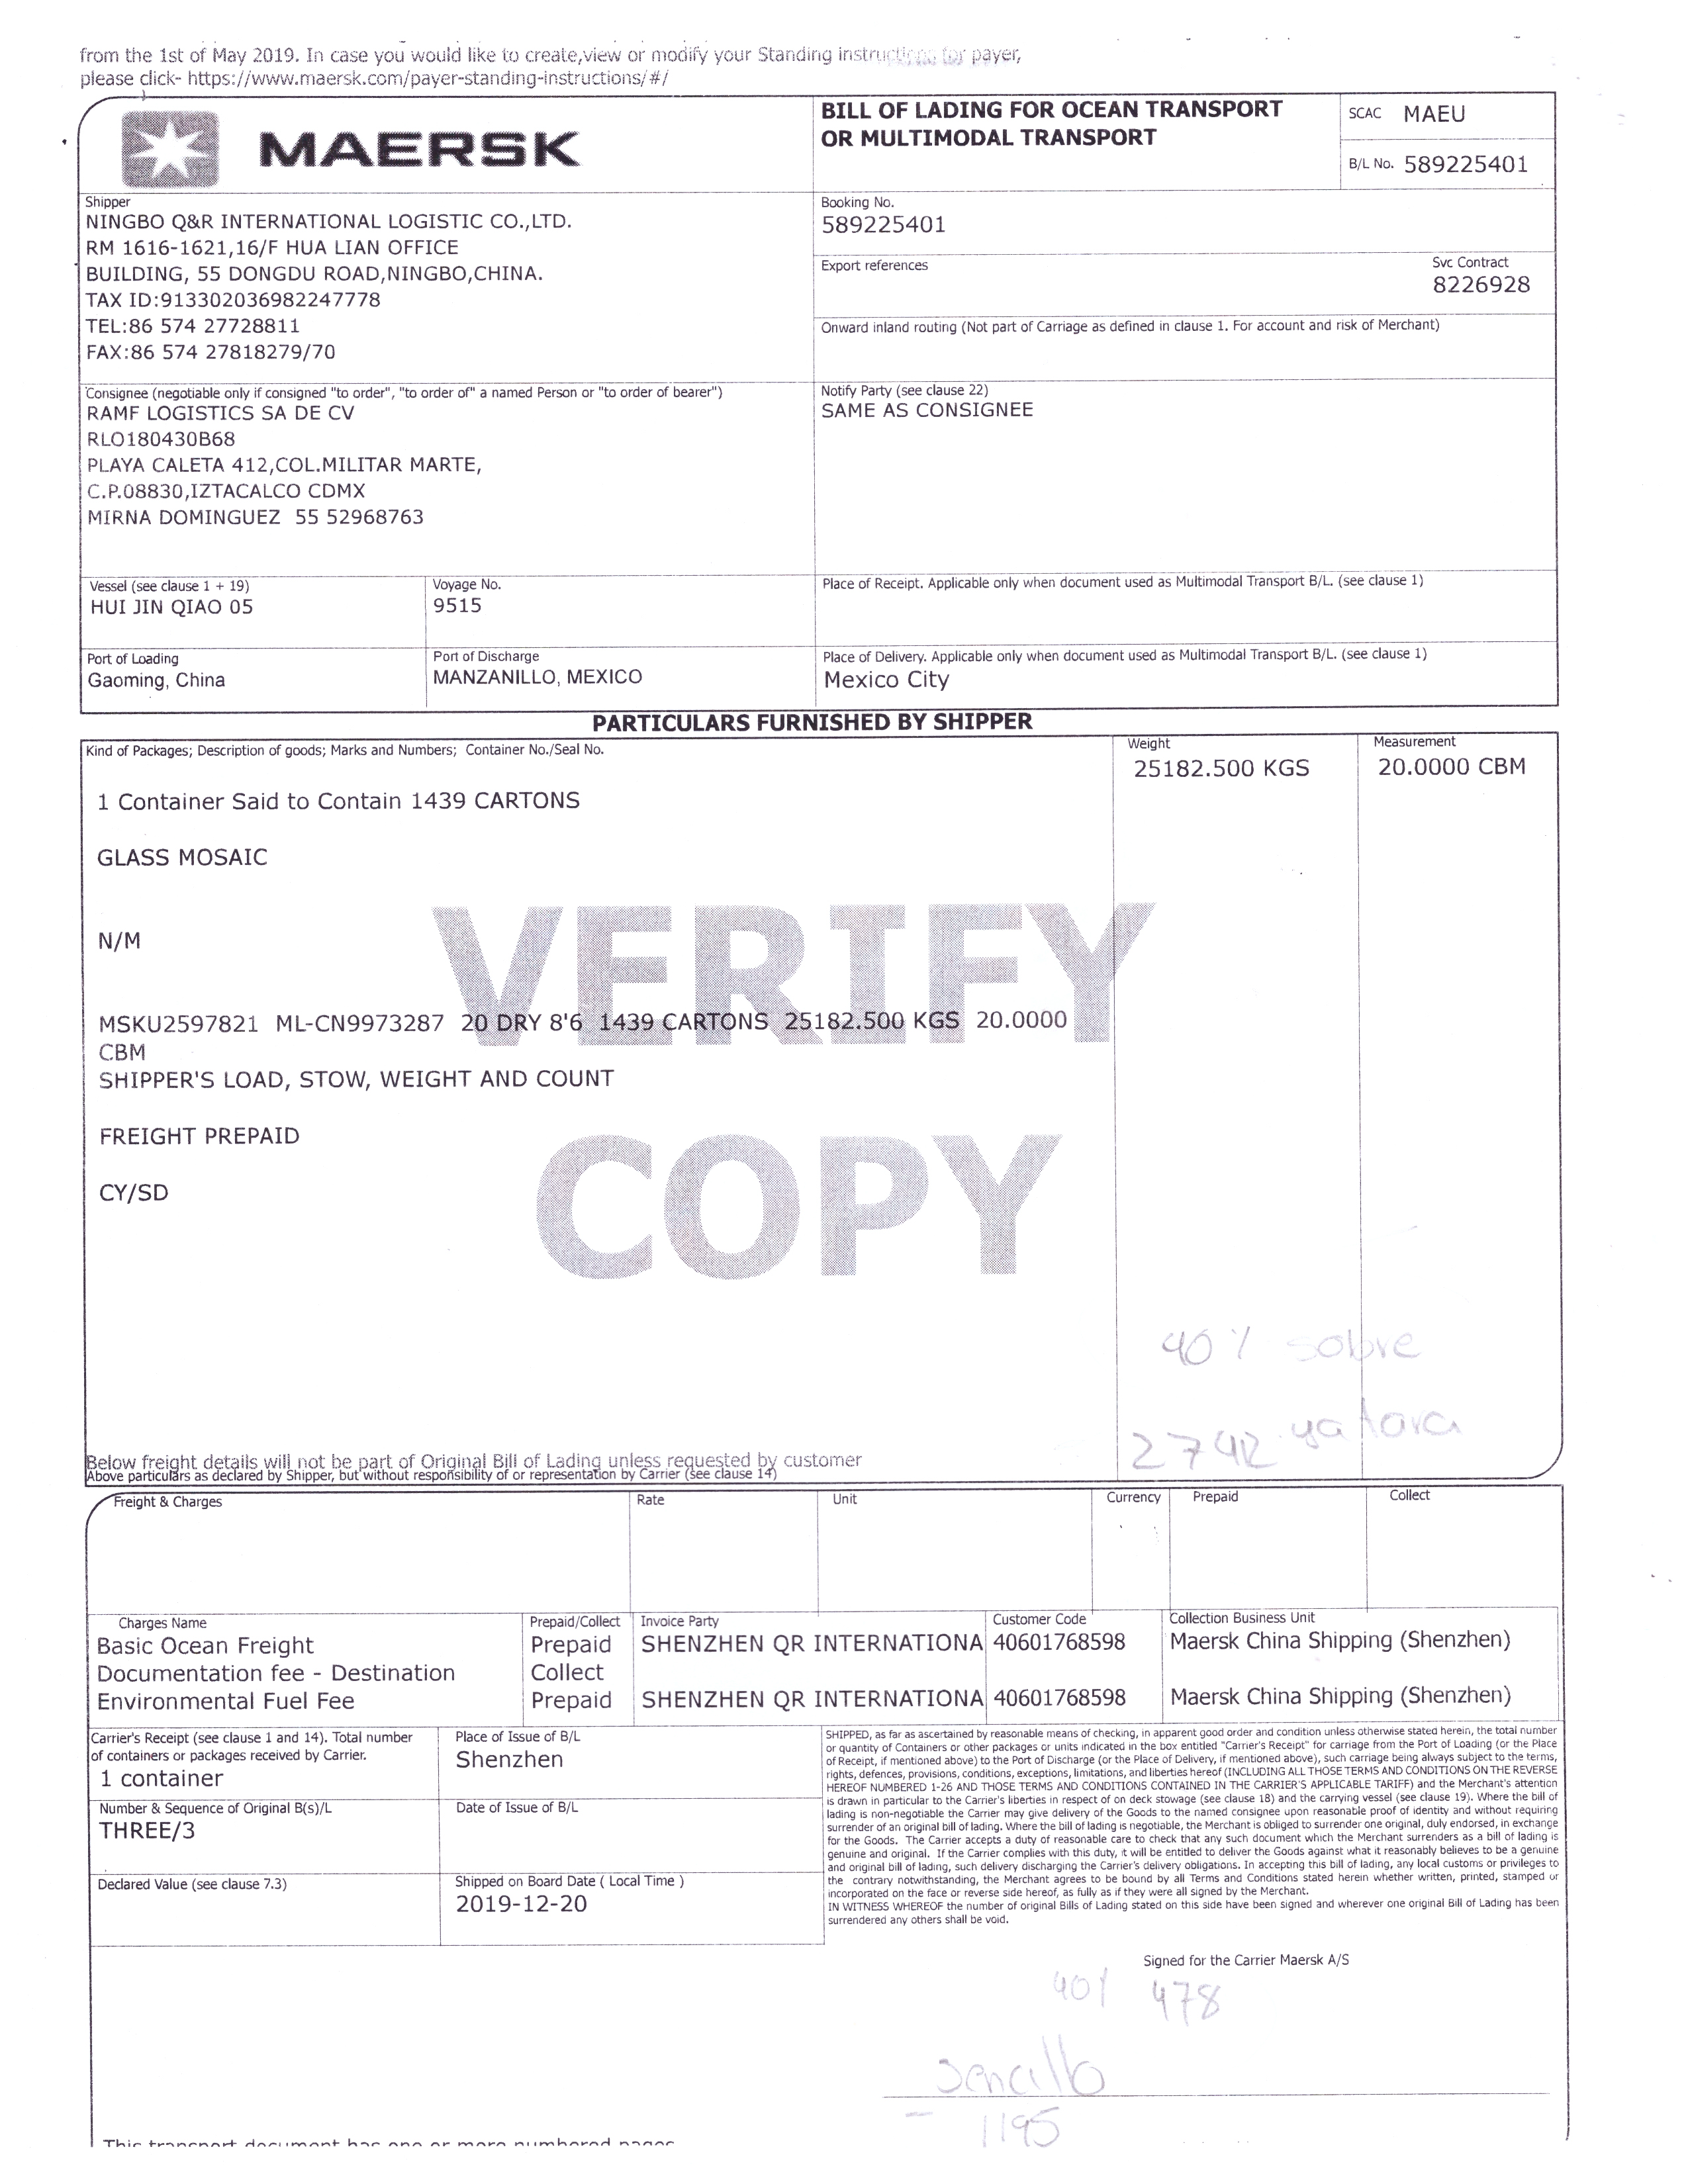 from the 1st of May 2019. In case you would like to create,view or modify your Standing instructions for payer,
please click- https://www.maersk.com/payer-standing-instructions/#/
MAERSK
BILL OF LADING FOR OCEAN TRANSPORT
OR MULTIMODAL TRANSPORT
SCAC MAEU
B/L No. 589225401
Shipper
NINGBO Q&R INTERNATIONAL LOGISTIC CO.,LTD.
RM 1616-1621,16/F HUA LIAN OFFICE
BUILDING, 55 DONGDU ROAD,NINGBO,CHINA.
TAX ID:913302036982247778
TEL:86 574 27728811
FAX:86 574 27818279/70
Booking No.
589225401
Export references
Svc Contract
8226928
Onward inland routing (Not part of Carriage as defined in clause 1. For account and risk of Merchant)
Consignee (negotiable only if consigned "to order", "to order of" a named Person or "to order of bearer")
RAMF LOGISTICS SA DE CV
RLO180430B68
PLAYA CALETA 412,COL.MILITAR MARTE,
C.P.08830,IZTACALCO CDMX
MIRNA DOMINGUEZ 55 52968763
Notify Party (see clause 22)
SAME AS CONSIGNEE
Vessel (see clause 1 + 19)
HUI JIN QIAO 05
Voyage No.
9515
Place of Receipt. Applicable only when document used as Multimodal Transport B/L. (see clause 1)
Port of Loading
Gaoming, China
Port of Discharge
MANZANILLO, MEXICO
Place of Delivery. Applicable only when document used as Multimodal Transport B/L. (see clause 1)
Mexico City
PARTICULARS FURNISHED BY SHIPPER
Kind of Packages; Description of goods; Marks and Numbers; Container No./Seal No.
Weight
25182.500 KGS
Measurement
20.0000 CBM
1 Container Said to Contain 1439 CARTONS
GLASS MOSAIC
N/M
VERIFY
MSKU2597821 ML-CN9973287 20 DRY 8'6 1439 CARTONS 25182.500 KGS 20.0000
CBM
SHIPPER'S LOAD, STOW, WEIGHT AND COUNT
FREIGHT PREPAID
COPY
CY/SD
40% sobre
Below freight details will not be part of Original Bill of Lading unless requested by customer
Above particulars as declared by Shipper, but without responsibility of or representation by Carrier (see clause 14)
Freight & Charges
Rate
Unit
Currency
Prepaid
Collect
Charges Name
Prepaid/Collect
Invoice Party
Customer Code
Collection Business Unit
Basic Ocean Freight Prepaid SHENZHEN QR INTERNATIONA 40601768598 Maersk China Shipping (Shenzhen)
Documentation fee - Destination Collect
Environmental Fuel Fee Prepaid SHENZHEN QR INTERNATIONA 40601768598 Maersk China Shipping (Shenzhen)
Carrier's Receipt (see clause 1 and 14). Total number
of containers or packages received by Carrier.
1 container
Place of Issue of B/L
Shenzhen
Number & Sequence of Original B(s)/L
THREE/3
Date of Issue of B/L
Declared Value (see clause 7.3)
Shipped on Board Date ( Local Time )
2019-12-20
SHIPPED, as far as ascertained by reasonable means of checking, in apparent good order and condition unless otherwise stated herein, the total number
or quantity of Containers or other packages or units indicated in the box entitled "Carrier's Receipt" for carriage from the Port of Loading (or the Place
of Receipt, if mentioned above) to the Port of Discharge (or the Place of Delivery, if mentioned above), such carriage being always subject to the terms,
rights, defences, provisions, conditions, exceptions, limitations, and liberties hereof (INCLUDING ALL THOSE TERMS AND CONDITIONS ON THE REVERSE
HEREOF NUMBERED 1-26 AND THOSE TERMS AND CONDITIONS CONTAINED IN THE CARRIER'S APPLICABLE TARIFF) and the Merchant's attention
is drawn in particular to the Carrier's liberties in respect of on deck stowage (see clause 18) and the carrying vessel (see clause 19). Where the bill of
lading is non-negotiable the Carrier may give delivery of the Goods to the named consignee upon reasonable proof of identity and without requiring
surrender of an original bill of lading. Where the bill of lading is negotiable, the Merchant is obliged to surrender one original, duly endorsed, in exchange
for the Goods. The Carrier accepts a duty of reasonable care to check that any such document which the Merchant surrenders as a bill of lading is
genuine and original. If the Carrier complies with this duty, it will be entitled to deliver the Goods against what it reasonably believes to be a genuine
and original bill of lading, such delivery discharging the Carrier's delivery obligations. In accepting this bill of lading, any local customs or privileges to
the contrary notwithstanding, the Merchant agrees to be bound by all Terms and Conditions stated herein whether written, printed, stamped or
incorporated on the face or reverse side hereof, as fully as if they were all signed by the Merchant.
IN WITNESS WHEREOF the number of original Bills of Lading stated on this side have been signed and wherever one original Bill of Lading has been
surrendered any others shall be void.
Signed for the Carrier Maersk A/S
478
sencillo
1195
This transport document has one or more numbered pages